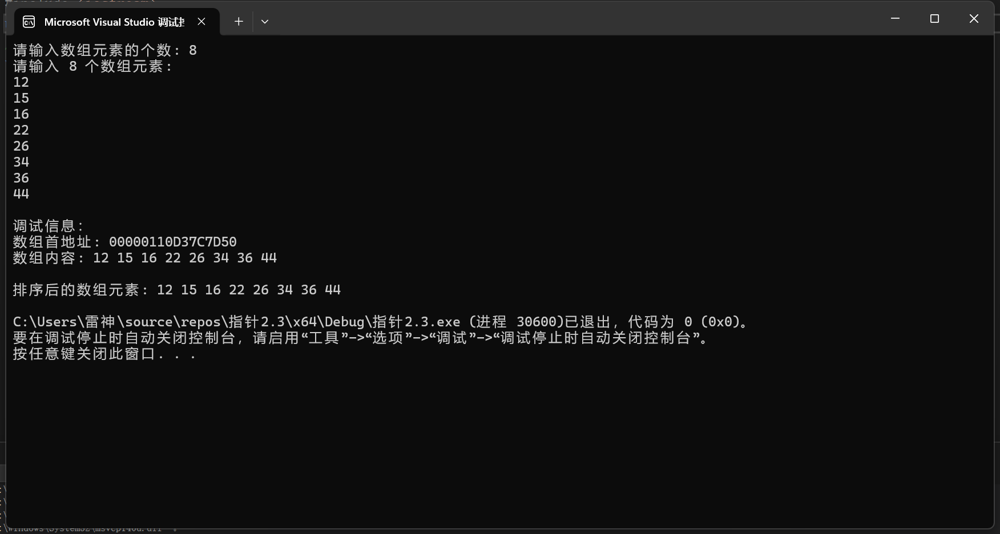 Microsoft Visual Studio 调试
请输入数组元素的个数: 8
请输入 8 个数组元素:
12
15
16
22
26
34
36
44
调试信息:
数组首地址: 00000110D37C7D50
数组内容: 12 15 16 22 26 34 36 44
排序后的数组元素: 12 15 16 22 26 34 36 44
C:\Users\雷神\source\repos\指针2.3\x64\Debug\指针2.3.exe (进程 30600)已退出，代码为 0 (0x0)。
要在调试停止时自动关闭控制台，请启用“工具”->“选项”->“调试”->“调试停止时自动关闭控制台”。
按任意键关闭此窗口. . .